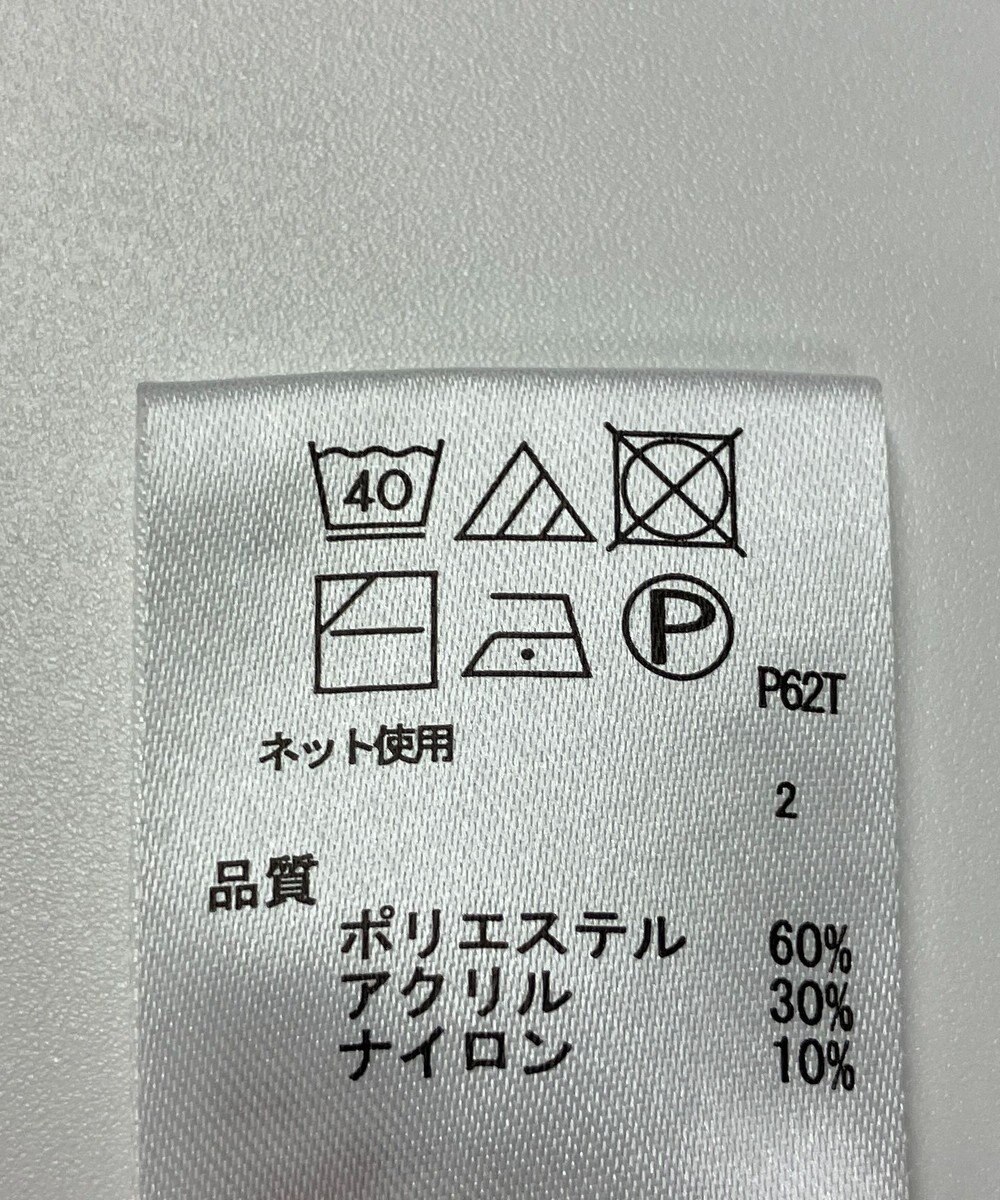 40
P
P62T
ネット使用
2
品質
ポリエステル 60%
アクリル 30%
ナイロン 10%